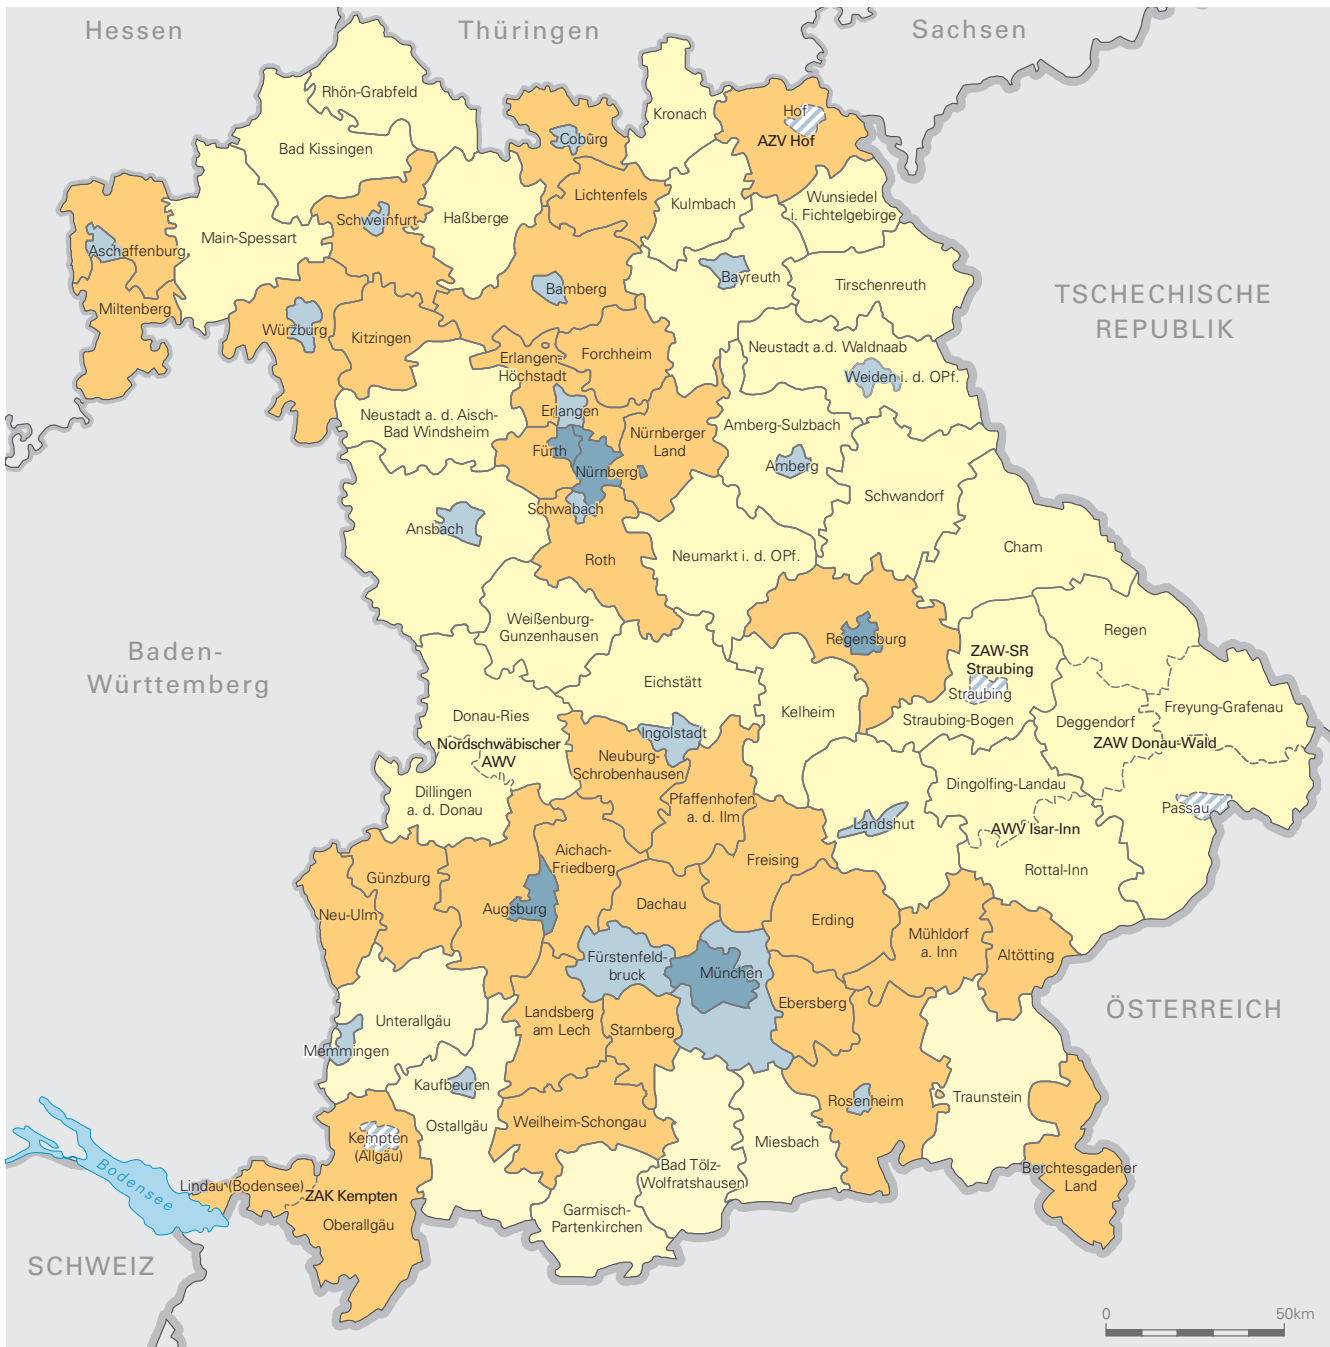 Hessen
Thüringen
Sachsen
Rhön-Grabfeld
Kronach
Hof
AZV Hof
Coburg
Bad Kissingen
Lichtenfels
Kulmbach
Wunsiedel
i. Fichtelgebirge
Schweinfurt
Haßberge
Main-Spessart
Aschaffenburg
Miltenberg
Bamberg
Bayreuth
Tirschenreuth
TSCHECHISCHE
REPUBLIK
Würzburg
Kitzingen
Erlangen-
Höchstadt
Forchheim
Neustadt a.d. Waldnaab
Weiden i. d. OPf.
Neustadt a. d. Aisch-
Bad Windsheim
Erlangen
Fürth
Nürnberg
Nürnberger
Land
Amberg-Sulzbach
Amberg
Schwandorf
Schwabach
Ansbach
Roth
Neumarkt i. d. OPf.
Cham
Weißenburg-
Gunzenhausen
Regensburg
Regen
ZAW-SR
Straubing
Straubing
Straubing-Bogen
Baden-
Württemberg
Eichstätt
Kelheim
Freyung-Grafenau
Deggendorf
ZAW Donau-Wald
Donau-Ries
Nordschwäbischer
AWV
Ingolstadt
Neuburg-
Schrobenhausen
Dillingen
a. d. Donau
Pfaffenhofen
a. d. Ilm
Dingolfing-Landau
Passau
Landshut
AWV Isar-Inn
Rottal-Inn
Aichach-
Friedberg
Freising
Günzburg
Neu-Ulm
Augsburg
Dachau
Erding
Mühldorf
a. Inn
Altötting
Fürstenfeld-
bruck
München
Ebersberg
ÖSTERREICH
Unterallgäu
Landsberg
am Lech
Starnberg
Memmingen
Kaufbeuren
Ostallgäu
Weilheim-Schongau
Rosenheim
Traunstein
Miesbach
Kempten
(Allgäu)
Bad Tölz-
Wolfratshausen
Berchtesgadener
Land
Bodensee
Lindau (Bodensee)
ZAK Kempten
Oberallgäu
Garmisch-
Partenkirchen
SCHWEIZ
0
50km